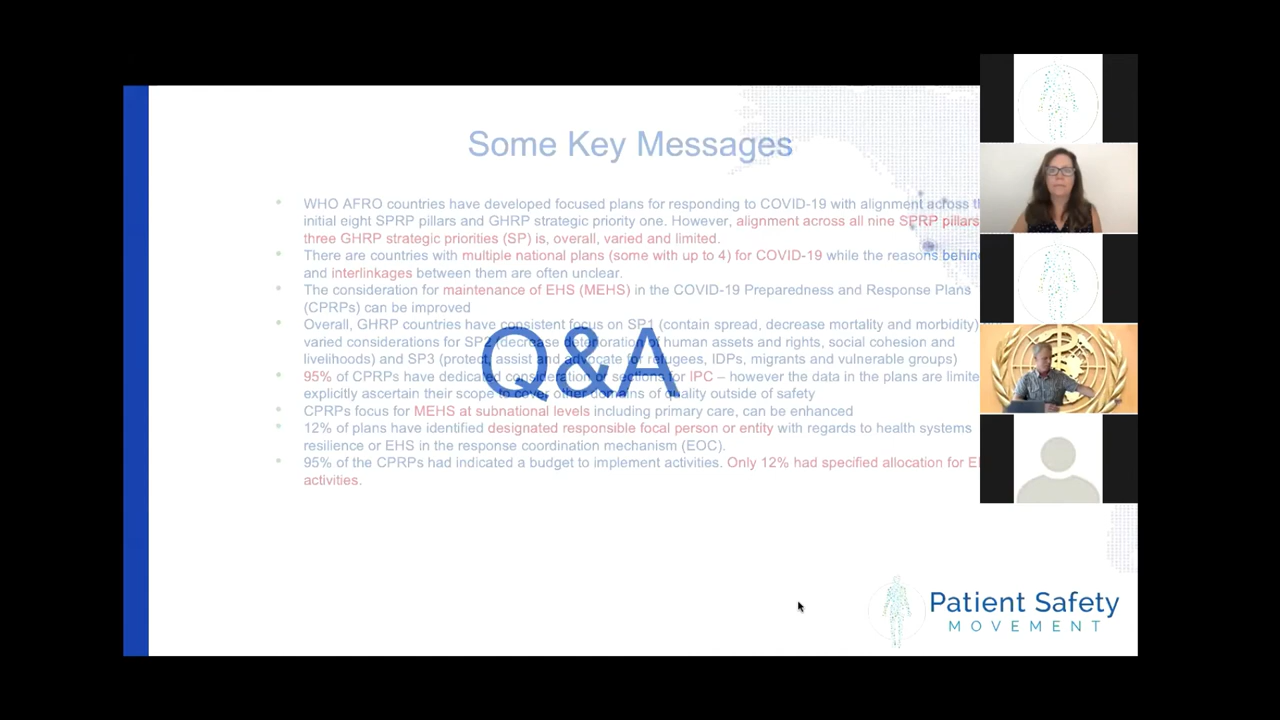 Some Key Messages
WHO AFRO countries have developed focused plans for responding to COVID-19 with alignment across
initial eight SPRP pillars and GHRP strategic priority one. However, alignment across all nine SPRP pillars
three GHRP strategic priorities (SP) is, overall, varied and limited.
There are countries with multiple national plans (some with up to 4) for COVID-19 while the reasons behind
and interlinkages between them are often unclear.
The consideration for maintenance of EHS (MEHS) in the COVID-19 Preparedness and Response Plans
(CPRPs) can be improved
Overall, GHRP countries have consistent focus on SP1 (contain spread, decrease mortality and morbidity)
varied considerations for SP2 (decrease deterioration of human assets and rights, social cohesion and
livelihoods) and SP3 (protect, assist and advocate for refugees, IDPs, migrants and vulnerable groups)
Q&A
95% of CPRPs have dedicated consideration or sections for IPC – however the data in the plans are limite
explicitly ascertain their scope to cover other domains of quality outside of safety
CPRPs focus for MEHS at subnational levels including primary care, can be enhanced
12% of plans have identified designated responsible focal person or entity with regards to health systems
resilience or EHS in the response coordination mechanism (EOC).
95% of the CPRPs had indicated a budget to implement activities. Only 12% had specified allocation for
activities.
Patient Safety
MOVEMENT